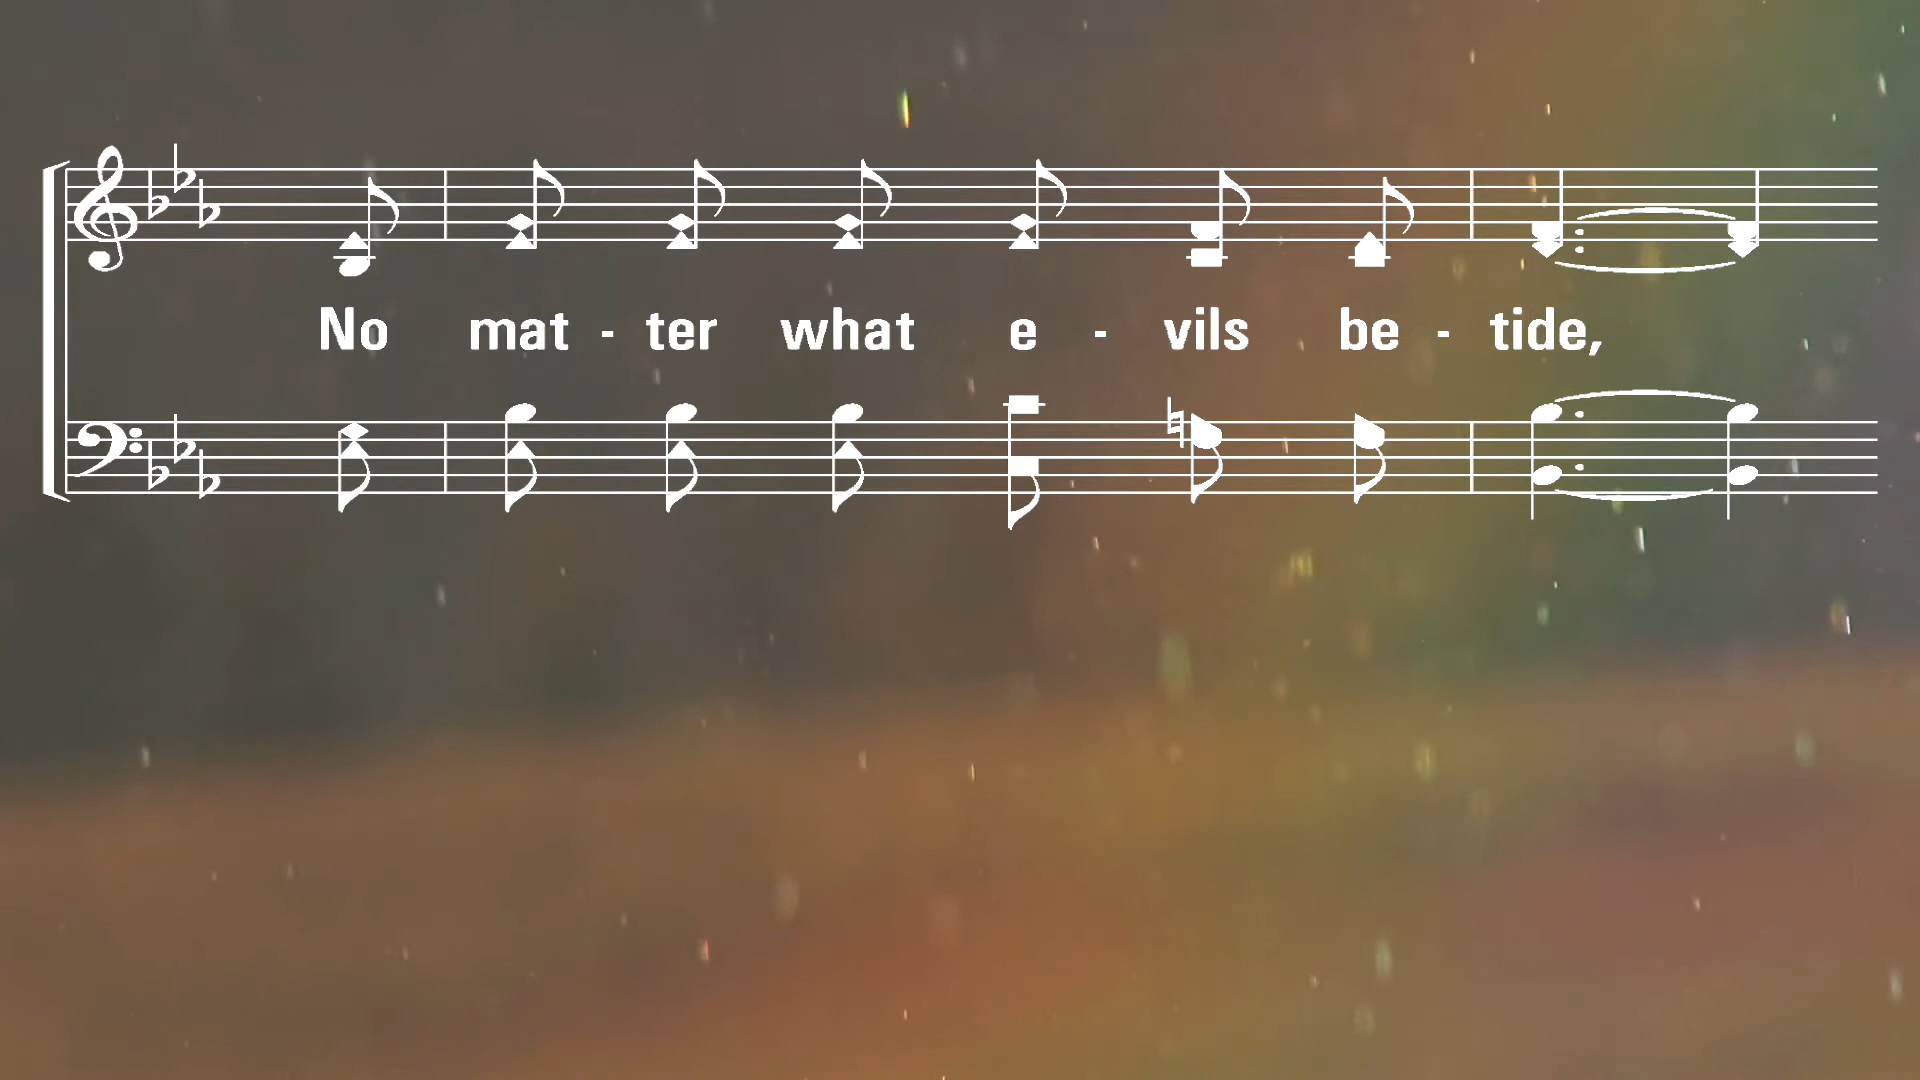 No mat - ter what e - vils be - tide,